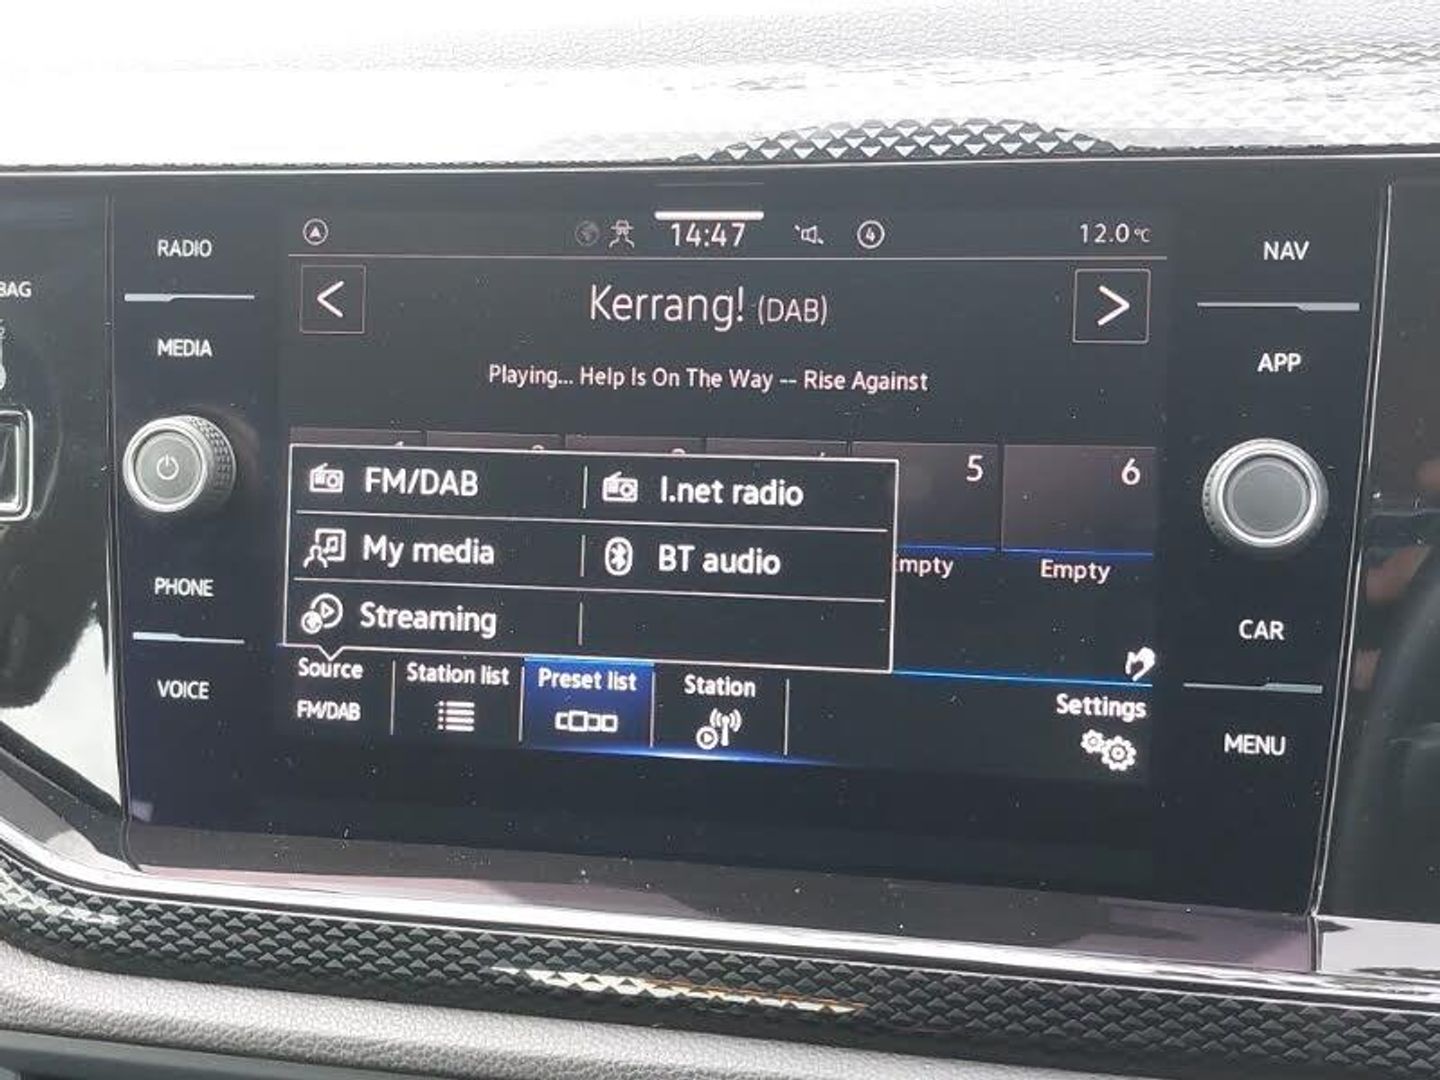 RADIO
MEDIA
PHONE
VOICE
BAG
14:47
4
12.0°C
<
Kerrang! (DAB)
>
Playing... Help Is On The Way -- Rise Against
5
6
FM/DAB
I.net radio
My media
BT audio
Streaming
Empty
Source
FM/DAB
Station list
Preset list
Station
Settings
NAV
APP
CAR
MENU